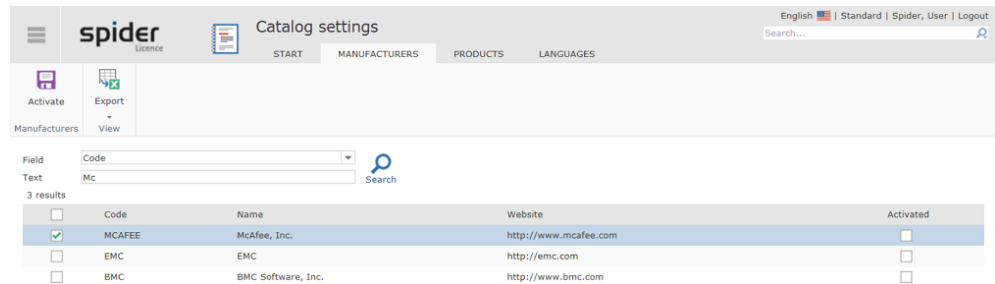 English | Standard | Spider, User | Logout
spider
Licence
Catalog settings
Search...
START MANUFACTURERS PRODUCTS LANGUAGES
Activate Export
Manufacturers View
Field Code
Text Mc
Search
3 results
Code Name Website Activated
MCAFEE McAfee, Inc. http://www.mcafee.com
EMC EMC http://emc.com
BMC BMC Software, Inc. http://www.bmc.com